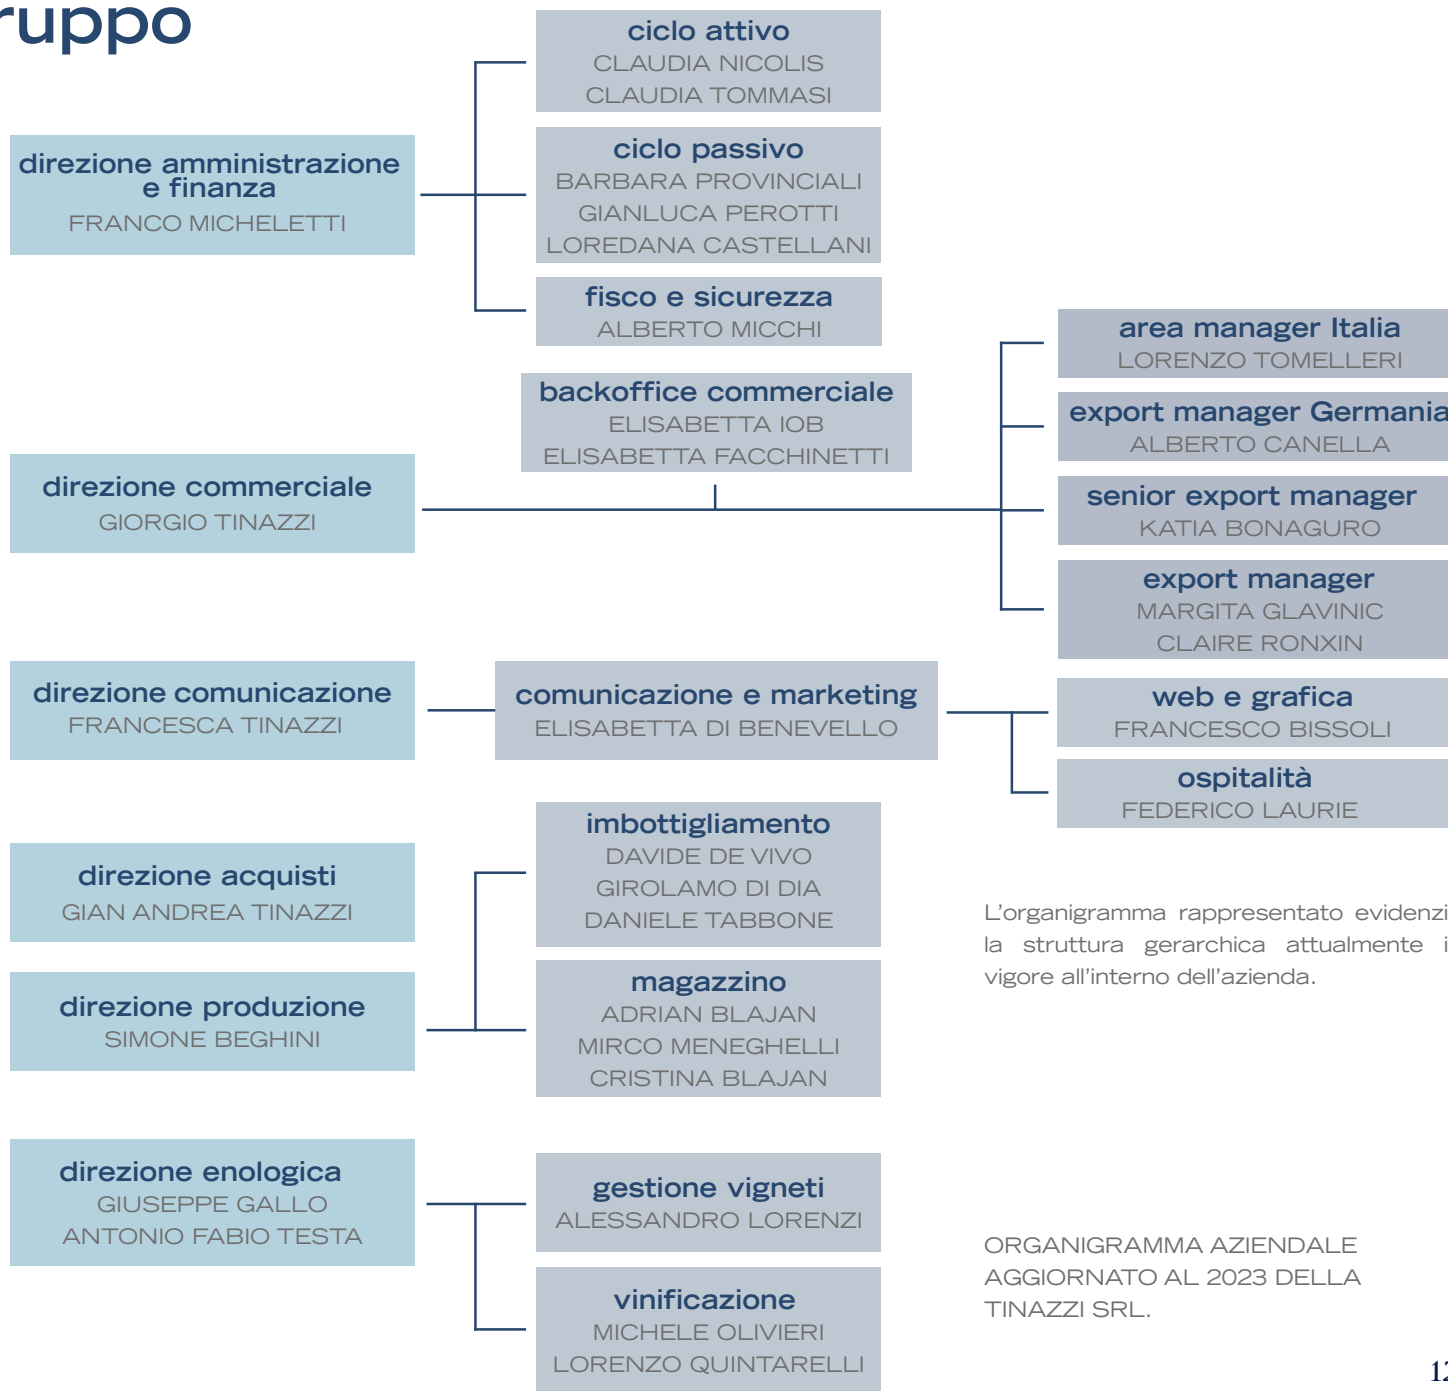 ruppo
ciclo attivo
CLAUDIA NICOLIS
CLAUDIA TOMMASI
direzione amministrazione
e finanza
FRANCO MICHELETTI
ciclo passivo
BARBARA PROVINCIALI
GIANLUCA PEROTTI
LOREDANA CASTELLANI
fisco e sicurezza
ALBERTO MICCHI
direzione commerciale
GIORGIO TINAZZI
backoffice commerciale
ELISABETTA IOB
ELISABETTA FACCHINETTI
area manager Italia
LORENZO TOMELLERI
export manager Germania
ALBERTO CANELLA
senior export manager
KATIA BONAGURO
export manager
MARGITA GLAVINIC
CLAIRE RONXIN
direzione comunicazione
FRANCESCA TINAZZI
comunicazione e marketing
ELISABETTA DI BENEVELLO
web e grafica
FRANCESCO BISSOLI
ospitalità
FEDERICO LAURIE
direzione acquisti
GIAN ANDREA TINAZZI
direzione produzione
SIMONE BEGHINI
imbottigliamento
DAVIDE DE VIVO
GIROLAMO DI DIA
DANIELE TABBONE
magazzino
ADRIAN BLAJAN
MIRCO MENEGHELLI
CRISTINA BLAJAN
direzione enologica
GIUSEPPE GALLO
ANTONIO FABIO TESTA
gestione vigneti
ALESSANDRO LORENZI
vinificazione
MICHELE OLIVIERI
LORENZO QUINTARELLI
L'organigramma rappresentato evidenzi
la struttura gerarchica attualmente i
vigore all'interno dell'azienda.
ORGANIGRAMMA AZIENDALE
AGGIORNATO AL 2023 DELLA
TINAZZI SRL.
12